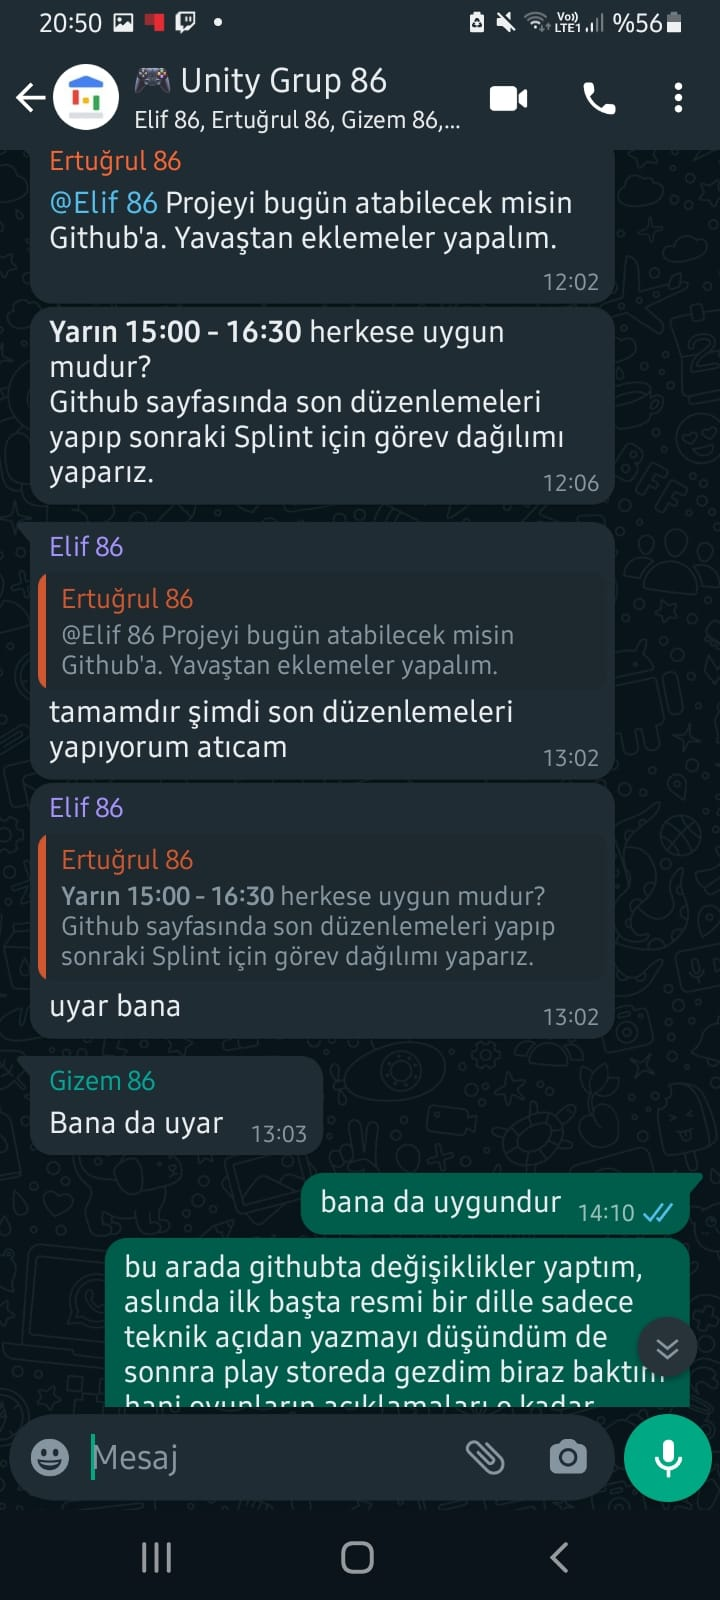 20:50
Vo))
LTE1
%56
🎮 Unity Grup 86
Elif 86, Ertuğrul 86, Gizem 86,...
Ertuğrul 86
@Elif 86 Projeyi bugün atabilecek misin
Github'a. Yavaştan eklemeler yapalım.
12:02
Yarın 15:00 - 16:30 herkese uygun
mudur?
Github sayfasında son düzenlemeleri
yapıp sonraki Splint için görev dağılımı
yaparız.
12:06
Elif 86
Ertuğrul 86
@Elif 86 Projeyi bugün atabilecek misin
Github'a. Yavaştan eklemeler yapalım.
tamamdır şimdi son düzenlemeleri
yapıyorum atıcam
13:02
Elif 86
Ertuğrul 86
Yarın 15:00 - 16:30 herkese uygun mudur?
Github sayfasında son düzenlemeleri yapıp
sonraki Splint için görev dağılımı yaparız.
uyar bana
13:02
Gizem 86
Bana da uyar
13:03
bana da uygundur
14:10
bu arada githubta değişiklikler yaptım,
aslında ilk başta resmi bir dille sadece
teknik açıdan yazmayı düşündüm de
sonnra play storeda gezdim biraz baktım
hani oyunların açıklamaları o kadar
Mesaj